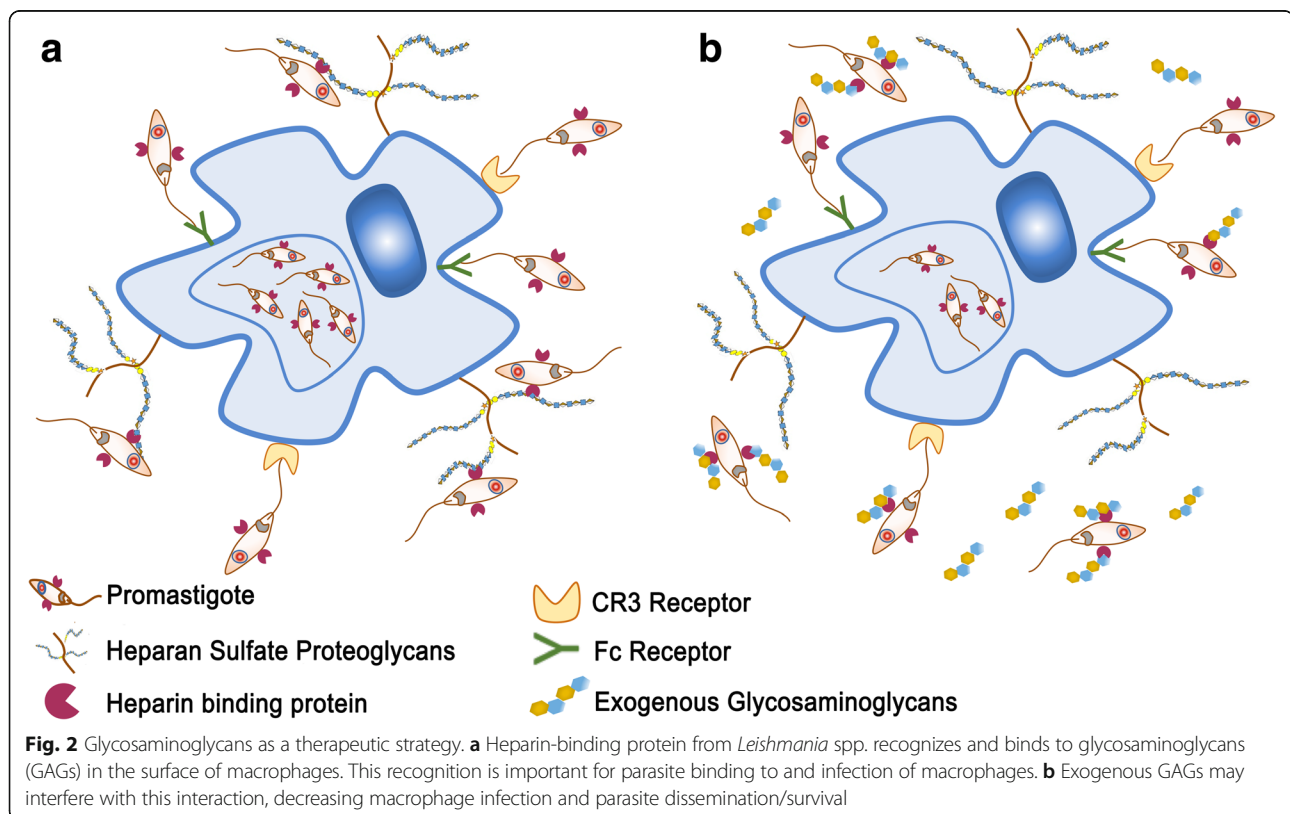 a
b
Promastigote
CR3 Receptor
Heparan Sulfate Proteoglycans
Fc Receptor
Heparin binding protein
Exogenous Glycosaminoglycans
Fig. 2 Glycosaminoglycans as a therapeutic strategy. a Heparin-binding protein from Leishmania spp. recognizes and binds to glycosaminoglycans
(GAGs) in the surface of macrophages. This recognition is important for parasite binding to and infection of macrophages. b Exogenous GAGs may
interfere with this interaction, decreasing macrophage infection and parasite dissemination/survival